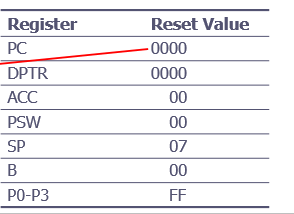 Register Reset Value
PC 0000
DPTR 0000
ACC 00
PSW 00
SP 07
B 00
P0-P3 FF